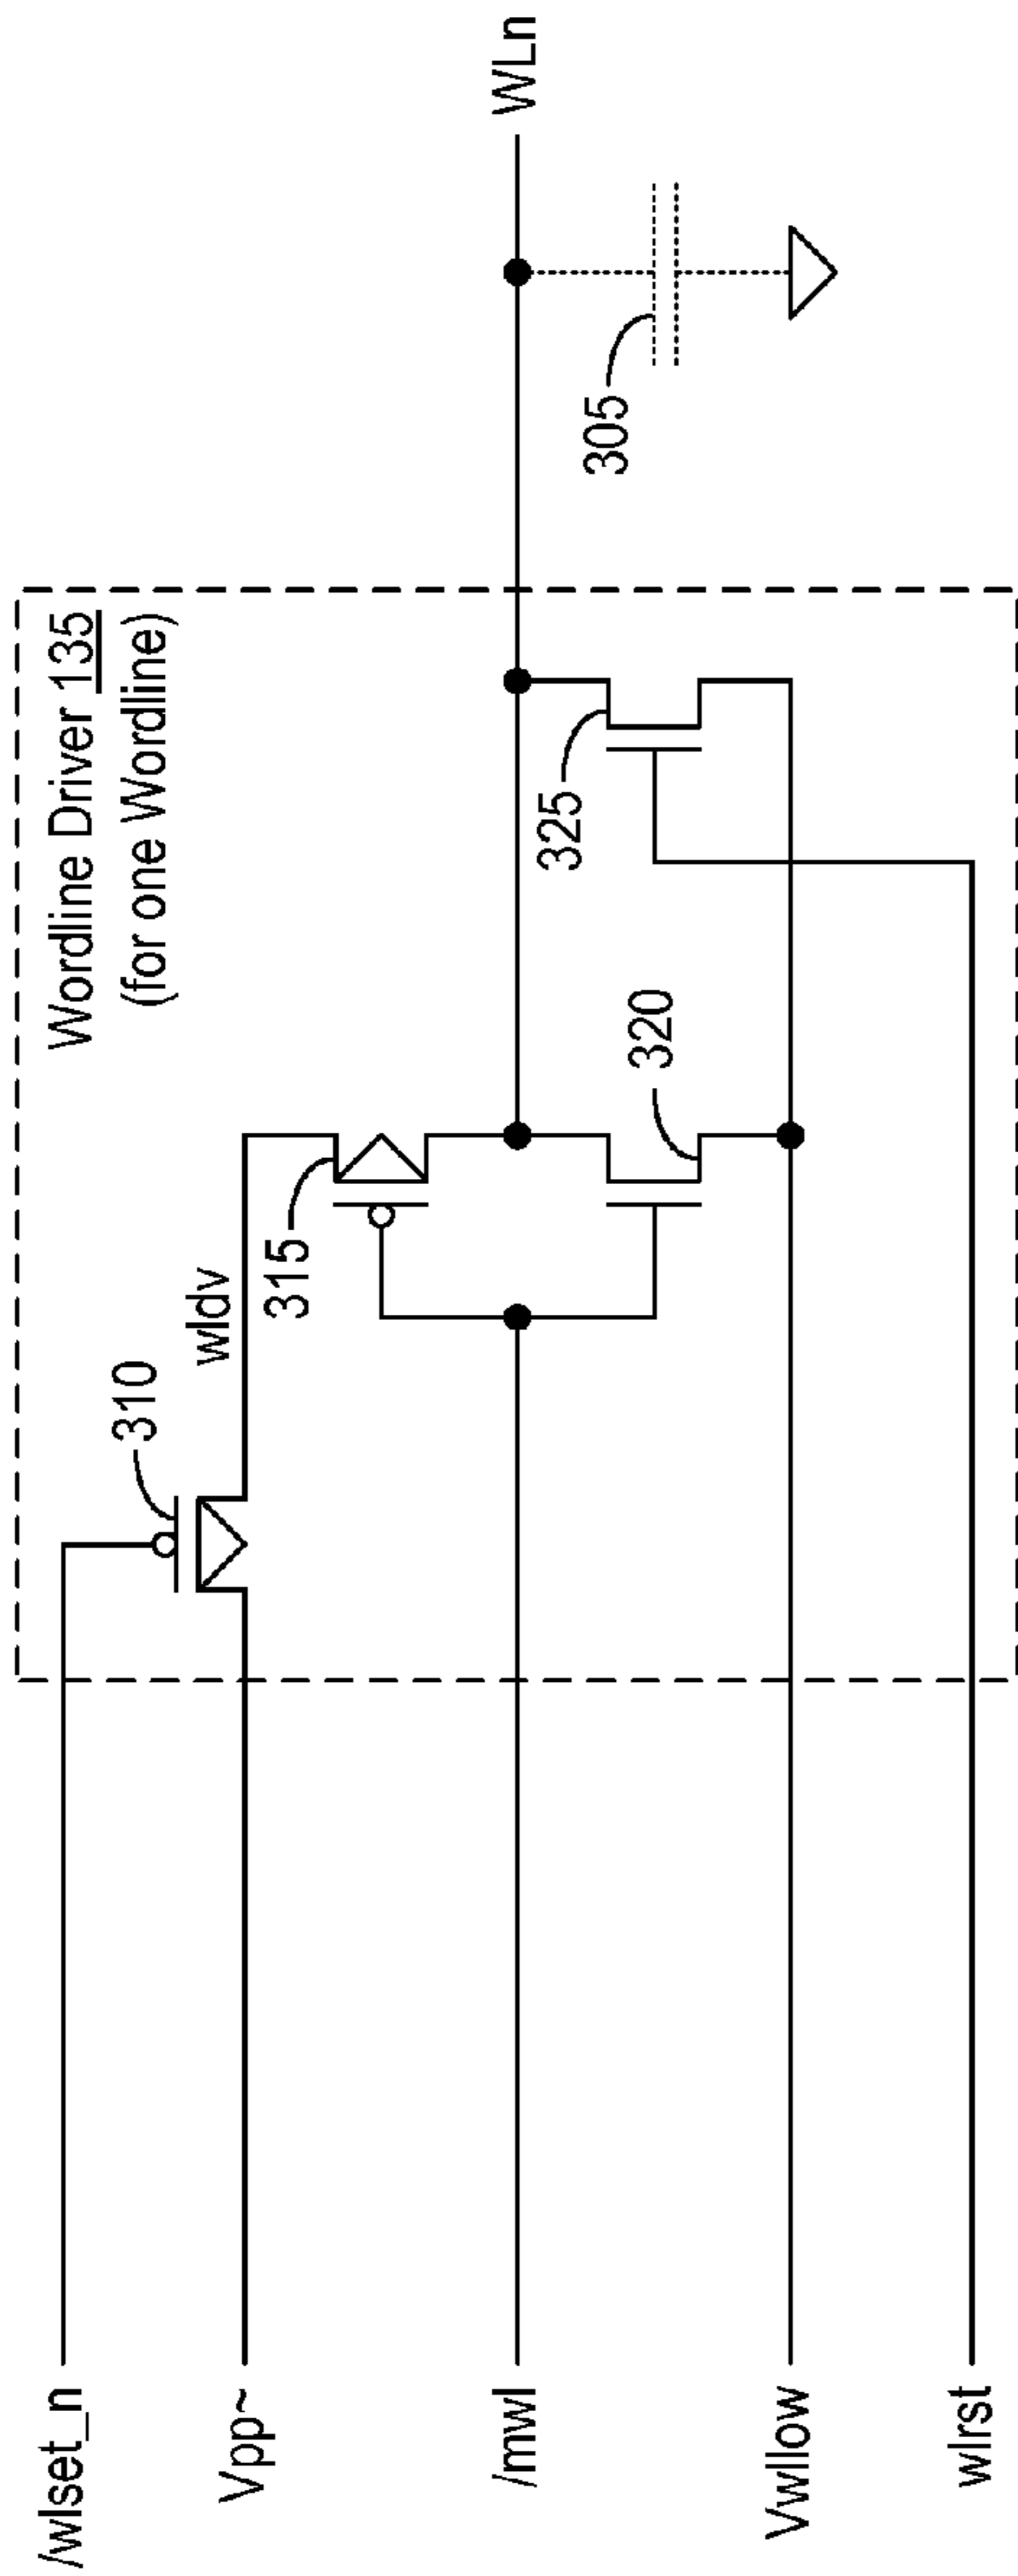 /wlset_n
Vpp~
/mwl
Vwllow
wlrst
310
wldv
315
320
325
Wordline Driver 135
(for one Wordline)
305
WLn